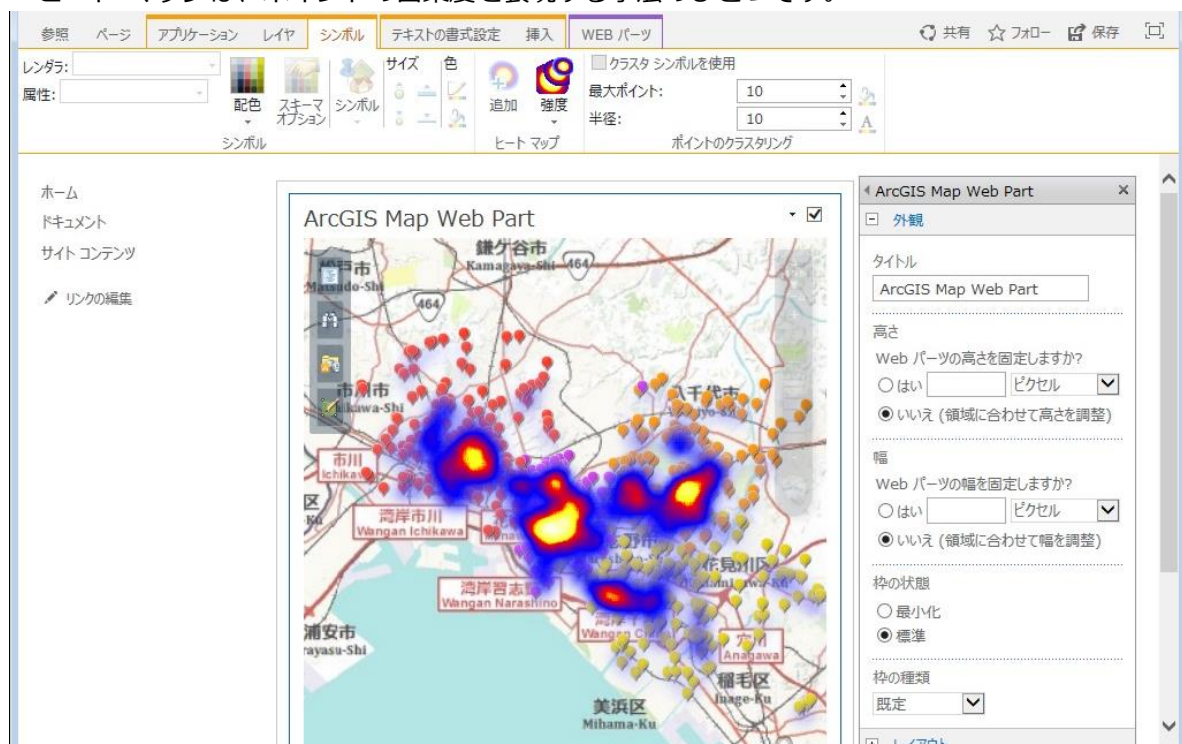 参照 ページ アプリケーション レイヤ シンボル テキストの書式設定 挿入 WEB パーツ 共有 フォロー 保存
レンダラ:
属性:
配色
スキーマ
オプション
シンボル
サイズ 色
シンボル
追加
強度
ヒート マップ
クラスタ シンボルを使用
最大ポイント: 10
半径: 10
ポイントのクラスタリング
ホーム
ドキュメント
サイト コンテンツ
リンクの編集
ArcGIS Map Web Part
鎌ケ谷市
Kamagaya-Shi
464
464
市川市
八千代市
市川
Ichikawa
湾岸市川
Wangan Ichikawa
花見川区
湾岸習志野
Wangan Narashino
穴川
Anagawa
浦安市
稲毛区
Inage-Ku
美浜区
Mihama-Ku
ArcGIS Map Web Part
外観
タイトル
ArcGIS Map Web Part
高さ
Web パーツの高さを固定しますか?
はい ピクセル
いいえ (領域に合わせて高さを調整)
幅
Web パーツの幅を固定しますか?
はい ピクセル
いいえ (領域に合わせて幅を調整)
枠の状態
最小化
標準
枠の種類
既定